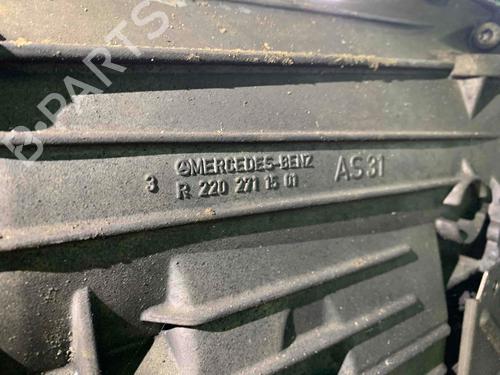 MERCEDES-BENZ AS31
3 R 220 271 15 01
B-PARTS